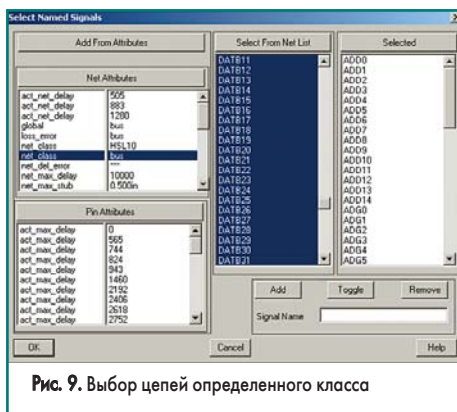 Select Named Signals
Add From Attributes
Net Attributes
act_net_delay 505
act_net_delay 883
act_net_delay 1280
global bus
loss_error bus
net_class HSL10
net_class bus
net_del_error ***
net_max_delay 10000
net_max_stub 0.500in
Pin Attributes
act_max_delay 0
act_max_delay 565
act_max_delay 744
act_max_delay 824
act_max_delay 943
act_max_delay 1460
act_max_delay 2192
act_max_delay 2406
act_max_delay 2618
act_max_delay 2752
Select From Net List
DATB11
DATB12
DATB13
DATB14
DATB15
DATB16
DATB17
DATB18
DATB19
DATB20
DATB21
DATB22
DATB23
DATB24
DATB25
DATB26
DATB27
DATB28
DATB29
DATB30
DATB31
Selected
ADD0
ADD1
ADD2
ADD3
ADD4
ADD5
ADD6
ADD7
ADD8
ADD9
ADD10
ADD11
ADD12
ADD13
ADD14
ADG0
ADG1
ADG2
ADG3
ADG4
ADG5
Add Toggle Remove
Signal Name
OK Cancel Help
Рис. 9. Выбор цепей определенного класса